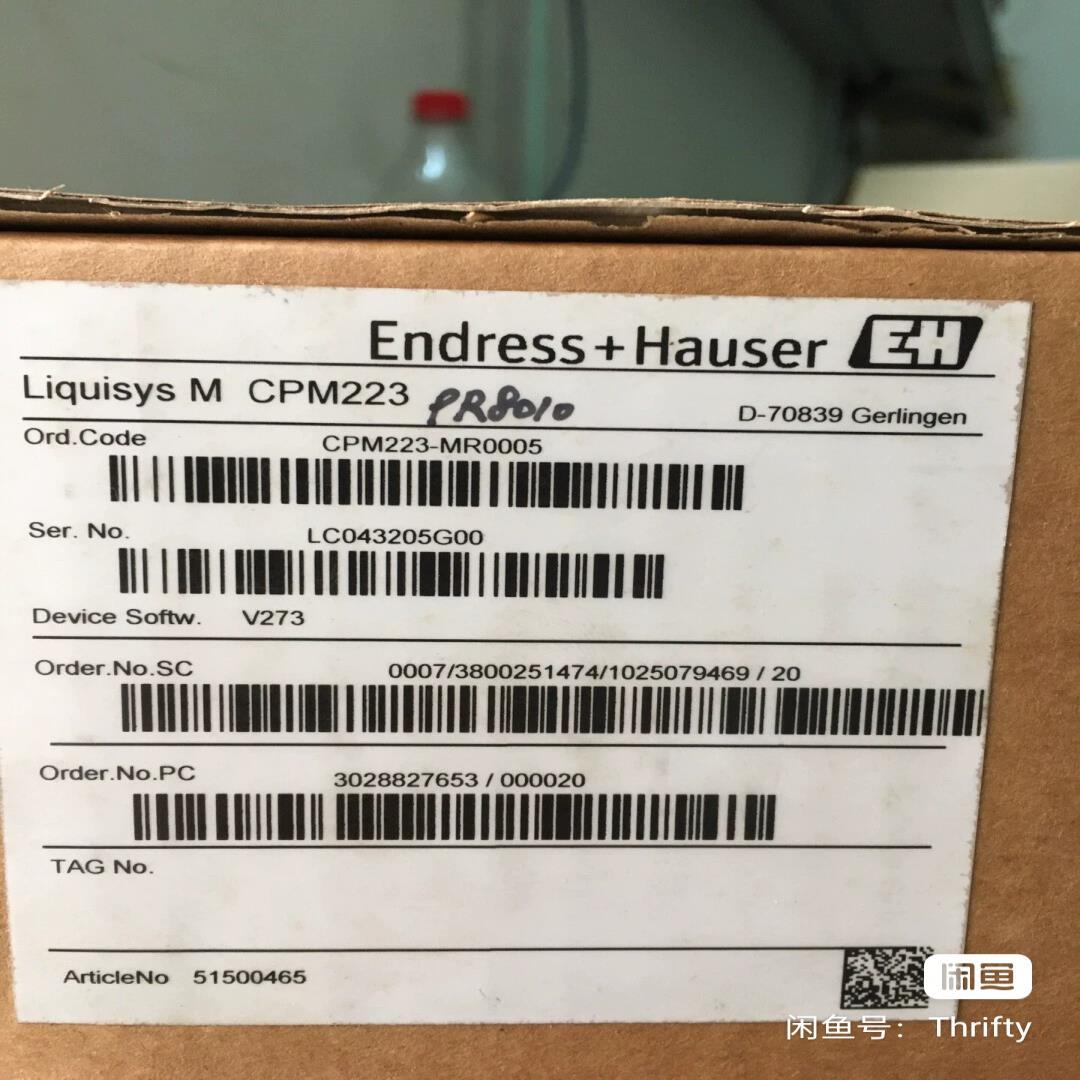 Endress+Hauser EH
Liquisys M CPM223 PR8010
D-70839 Gerlingen
Ord.Code CPM223-MR0005
Ser. No. LC043205G00
Device Softw. V273
Order.No.SC 0007/3800251474/1025079469 / 20
Order.No.PC 3028827653 / 000020
TAG No.
ArticleNo 51500465
闲鱼
闲鱼号：Thrifty